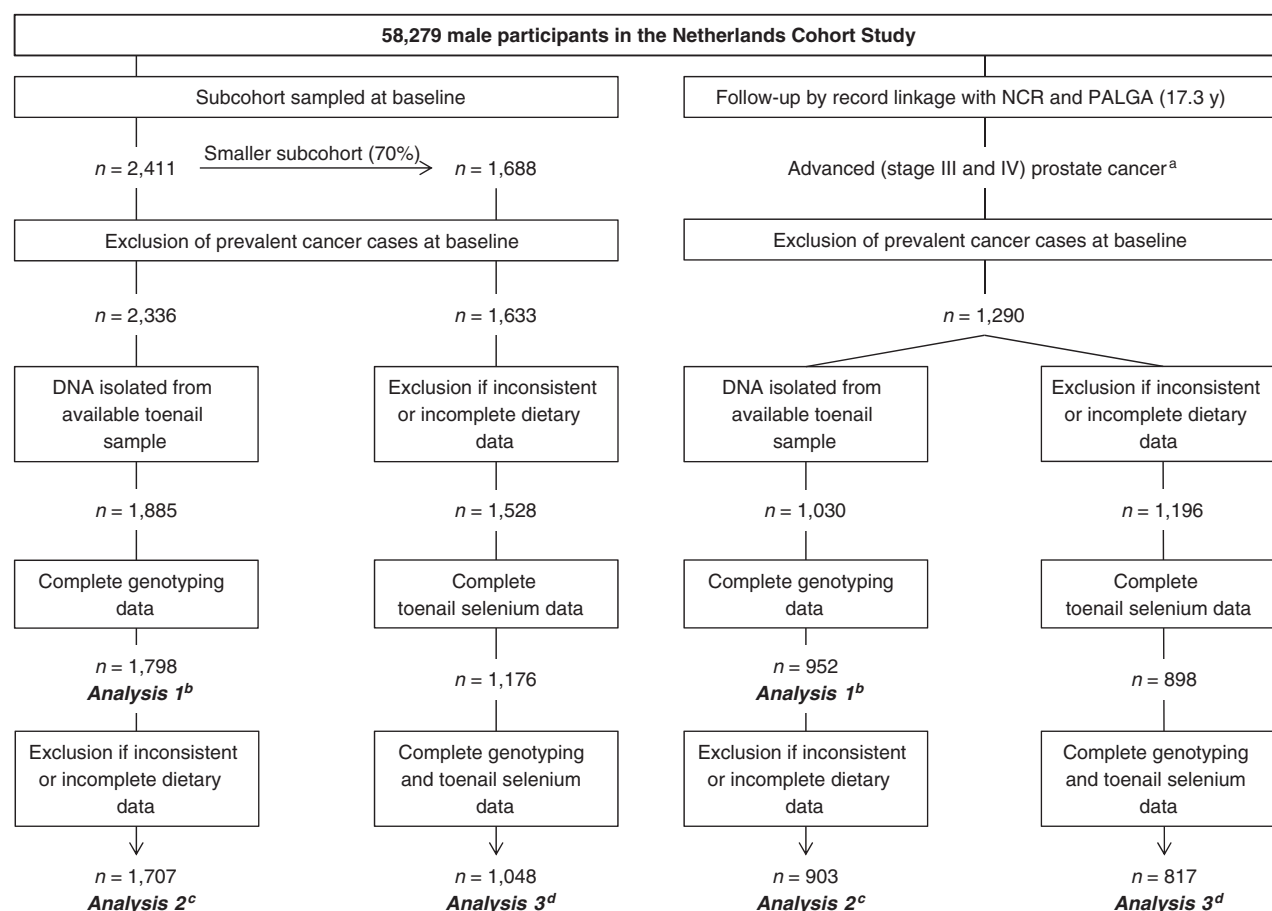 58,279 male participants in the Netherlands Cohort Study
Subcohort sampled at baseline
n = 2,411
Smaller subcohort (70%)
n = 1,688
Exclusion of prevalent cancer cases at baseline
n = 2,336
n = 1,633
DNA isolated from
available toenail
sample
Exclusion if inconsistent
or incomplete dietary
data
n = 1,885
n = 1,528
Complete genotyping
data
Complete
toenail selenium data
n = 1,798
Analysis 1b
n = 1,176
Exclusion if inconsistent
or incomplete dietary
data
Complete genotyping
and toenail selenium
data
n = 1,707
Analysis 2c
n = 1,048
Analysis 3d
Follow-up by record linkage with NCR and PALGA (17.3 y)
Advanced (stage III and IV) prostate cancera
Exclusion of prevalent cancer cases at baseline
n = 1,290
DNA isolated from
available toenail
sample
Exclusion if inconsistent
or incomplete dietary
data
n = 1,030
n = 1,196
Complete genotyping
data
Complete
toenail selenium data
n = 952
Analysis 1b
n = 898
Exclusion if inconsistent
or incomplete dietary
data
Complete genotyping
and toenail selenium
data
n = 903
Analysis 2c
n = 817
Analysis 3d